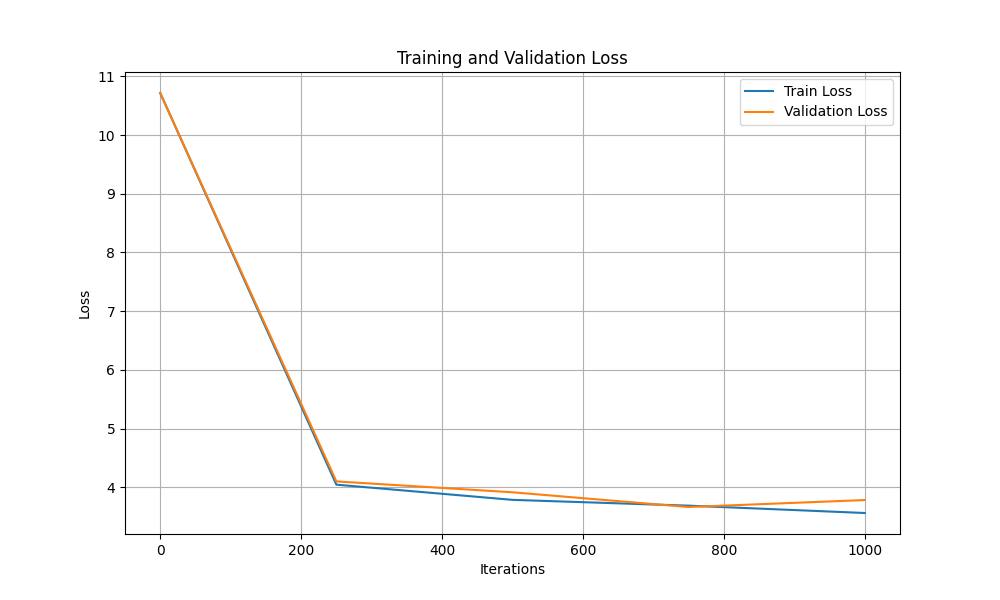 Training and Validation Loss
Train Loss
Validation Loss
11
10
9
8
7
6
5
4
Loss
0 200 400 600 800 1000
Iterations